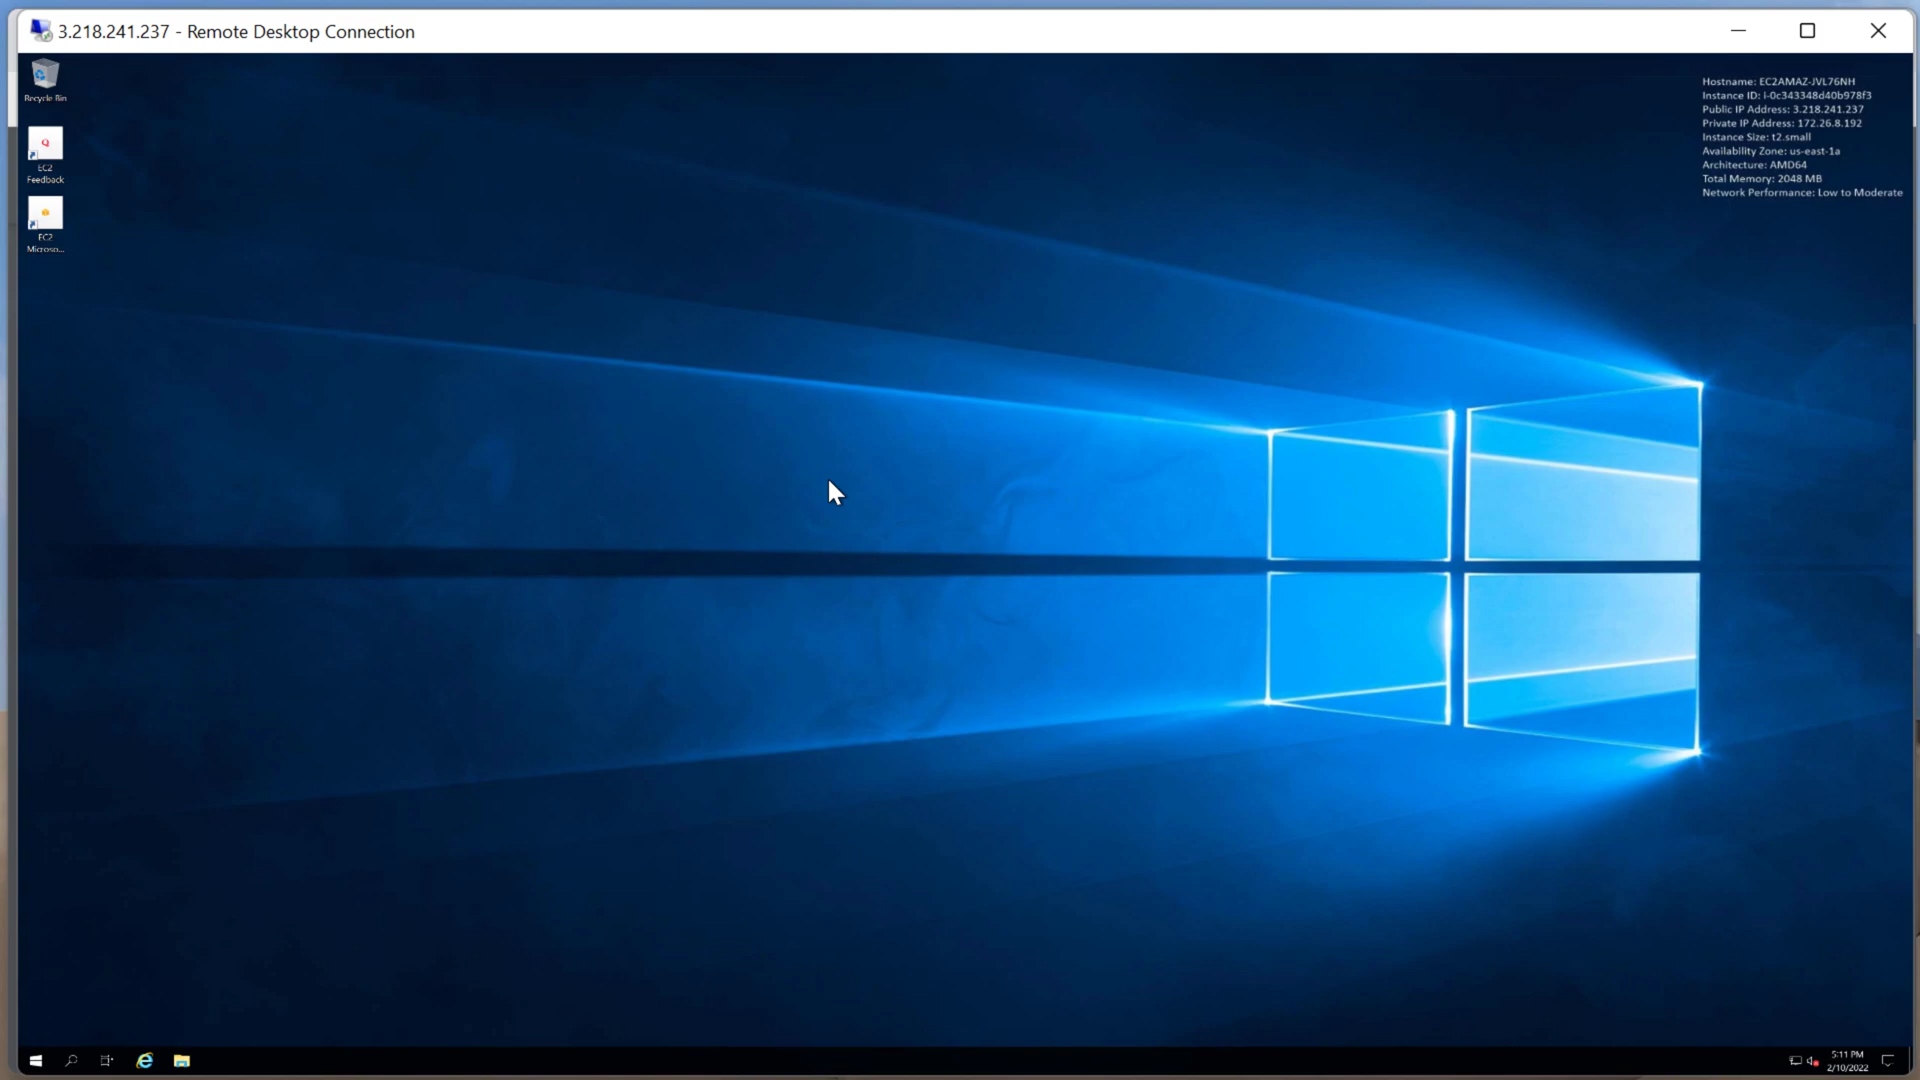 3.218.241.237 - Remote Desktop Connection
Recycle Bin
EC2
Feedback
EC2
Microso...
Hostname: EC2AMAZ-JVL76NH
Instance ID: i-0c343348d40b978f3
Public IP Address: 3.218.241.237
Private IP Address: 172.26.8.192
Instance Size: t2.small
Availability Zone: us-east-1a
Architecture: AMD64
Total Memory: 2048 MB
Network Performance: Low to Moderate
5:11 PM
2/10/2022